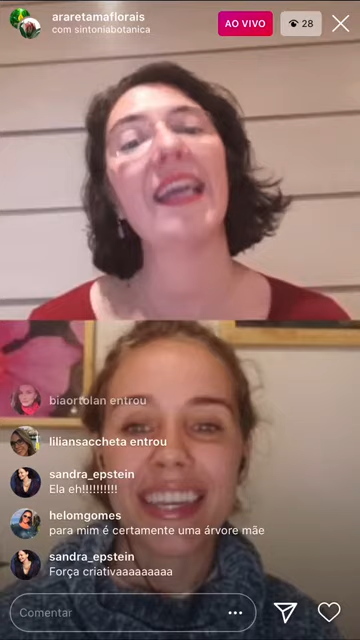 araretamaflorais
com sintoniabotanica
AO VIVO
28
biaortolan entrou
liliansaccheta entrou
sandra_epstein
Ela eh!!!!!!!!!!
helomgomes
para mim é certamente uma árvore mãe
sandra_epstein
Força criativaaaaaaaaa
Comentar